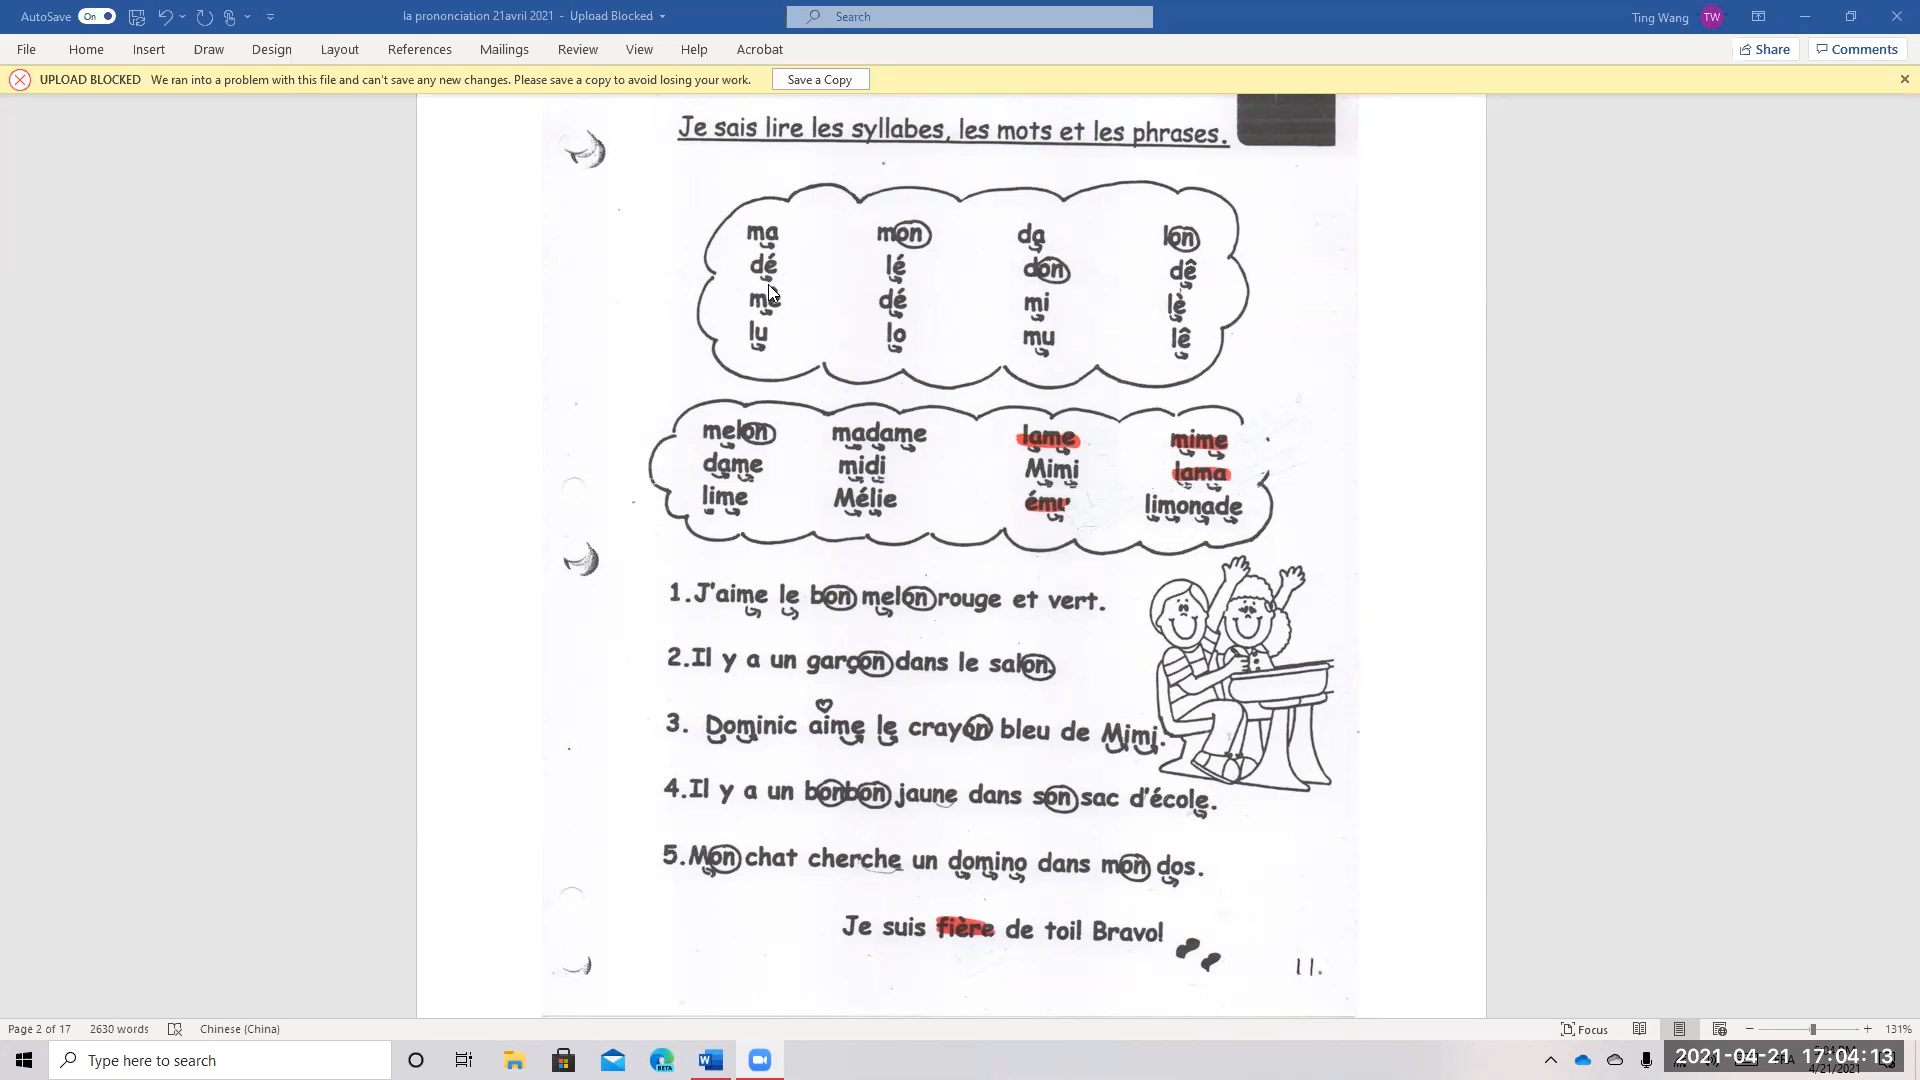 AutoSave On la prononciation 21avril 2021 - Upload Blocked Search Ting Wang TW
File Home Insert Draw Design Layout References Mailings Review View Help Acrobat Share Comments
UPLOAD BLOCKED We ran into a problem with this file and can't save any new changes. Please save a copy to avoid losing your work. Save a Copy
Je sais lire les syllabes, les mots et les phrases.
ma mon da lon
dé lé don dê
me dé mi lè
lu lo mu lê
melon madame lame mime
dame midi Mimi lama
lime Mélie ému limonade
1.J'aime le bon melon rouge et vert.
2.Il y a un garçon dans le salon.
3. Dominic aime le crayon bleu de Mimi.
4.Il y a un bonbon jaune dans son sac d'école.
5.Mon chat cherche un domino dans mon dos.
Je suis fière de toi! Bravo!
11.
Page 2 of 17 2630 words Chinese (China) Focus 131%
Type here to search BETA 2021-04-21 17:04:13
4/21/2021